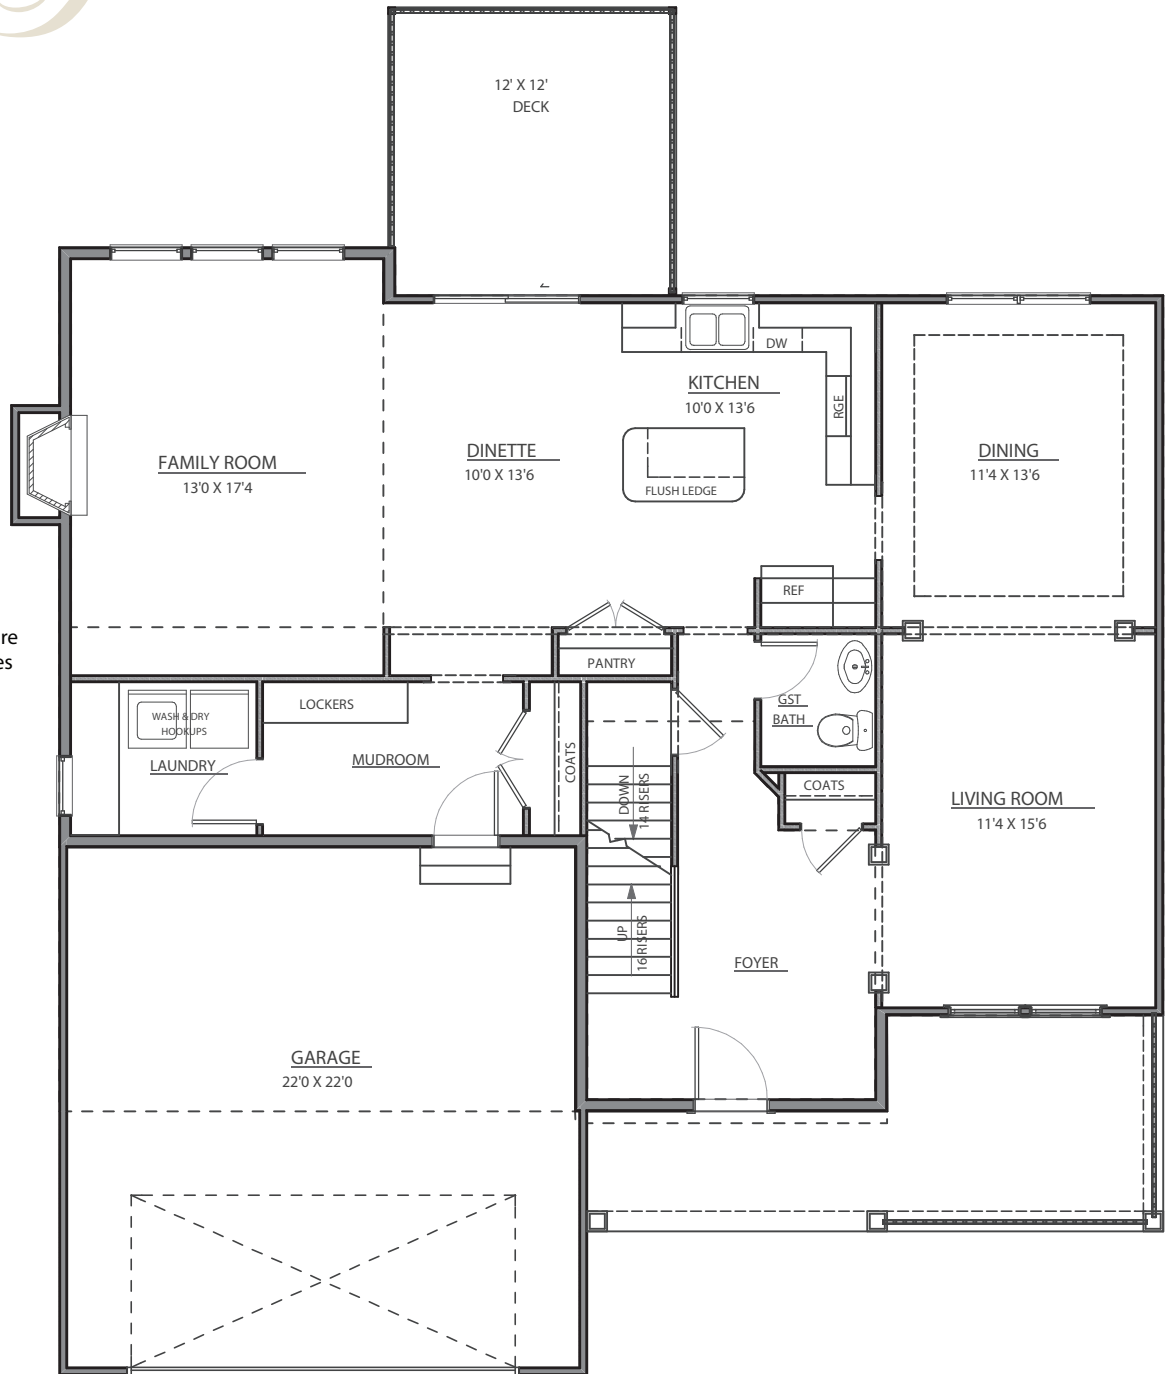 12' X 12'
DECK
KITCHEN
10'0 X 13'6
DW
RGE
FAMILY ROOM
13'0 X 17'4
DINETTE
10'0 X 13'6
FLUSH LEDGE
DINING
11'4 X 13'6
REF
re
es
PANTRY
LOCKERS
WASH & DRY
HOOKUPS
LAUNDRY
MUDROOM
COATS
DOWN
14 RISERS
GST
BATH
COATS
LIVING ROOM
11'4 X 15'6
UP
16 RISERS
FOYER
GARAGE
22'0 X 22'0